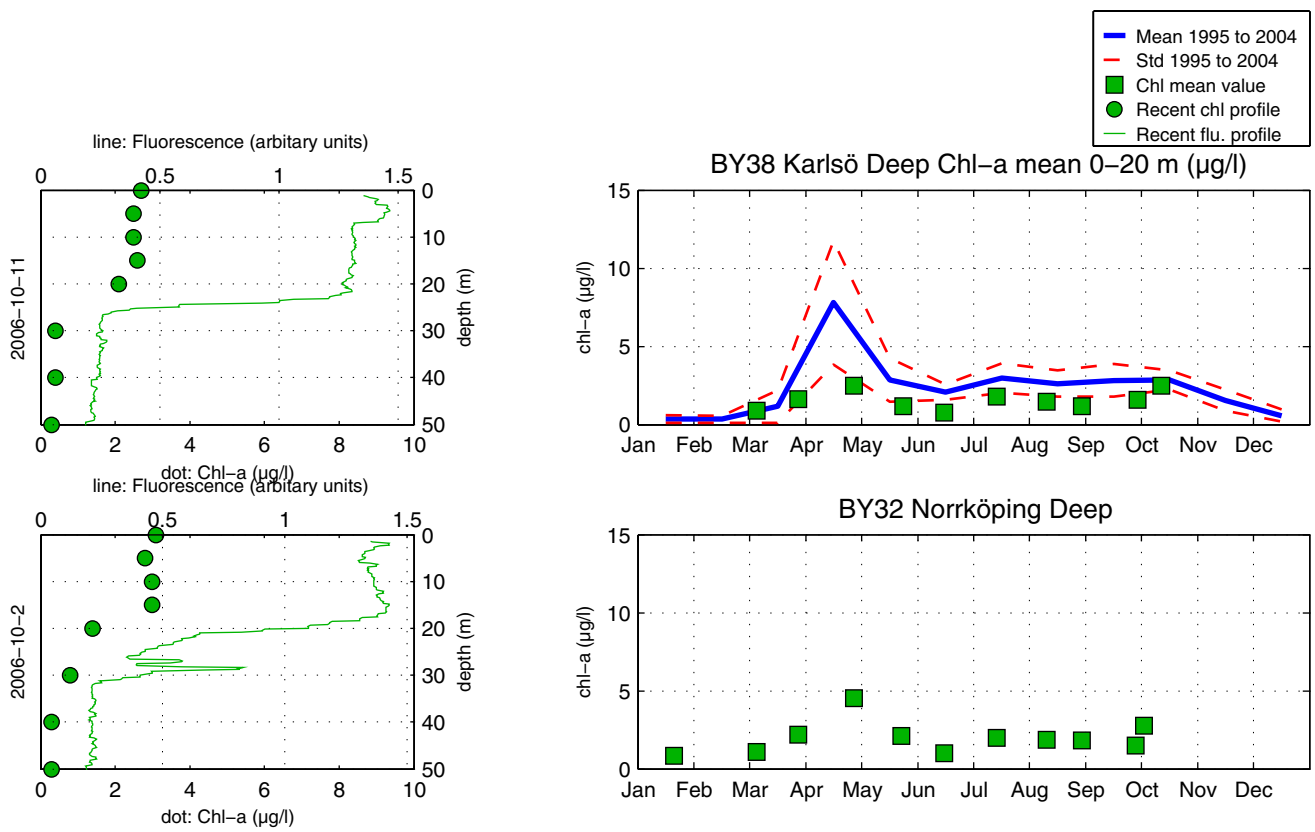 Mean 1995 to 2004
Std 1995 to 2004
Chl mean value
Recent chl profile
Recent flu. profile
line: Fluorescence (arbitary units)
0 0.5 1 1.5
0
10
20
30
40
50
depth (m)
2006-10-11
0 2 4 6 8 10
dot: Chl-a (µg/l)
BY38 Karlsö Deep Chl-a mean 0-20 m (µg/l)
15
10
5
0
chl-a (µg/l)
Jan Feb Mar Apr May Jun Jul Aug Sep Oct Nov Dec
line: Fluorescence (arbitary units)
0 0.5 1 1.5
0
10
20
30
40
50
depth (m)
2006-10-2
0 2 4 6 8 10
dot: Chl-a (µg/l)
BY32 Norrköping Deep
15
10
5
0
chl-a (µg/l)
Jan Feb Mar Apr May Jun Jul Aug Sep Oct Nov Dec